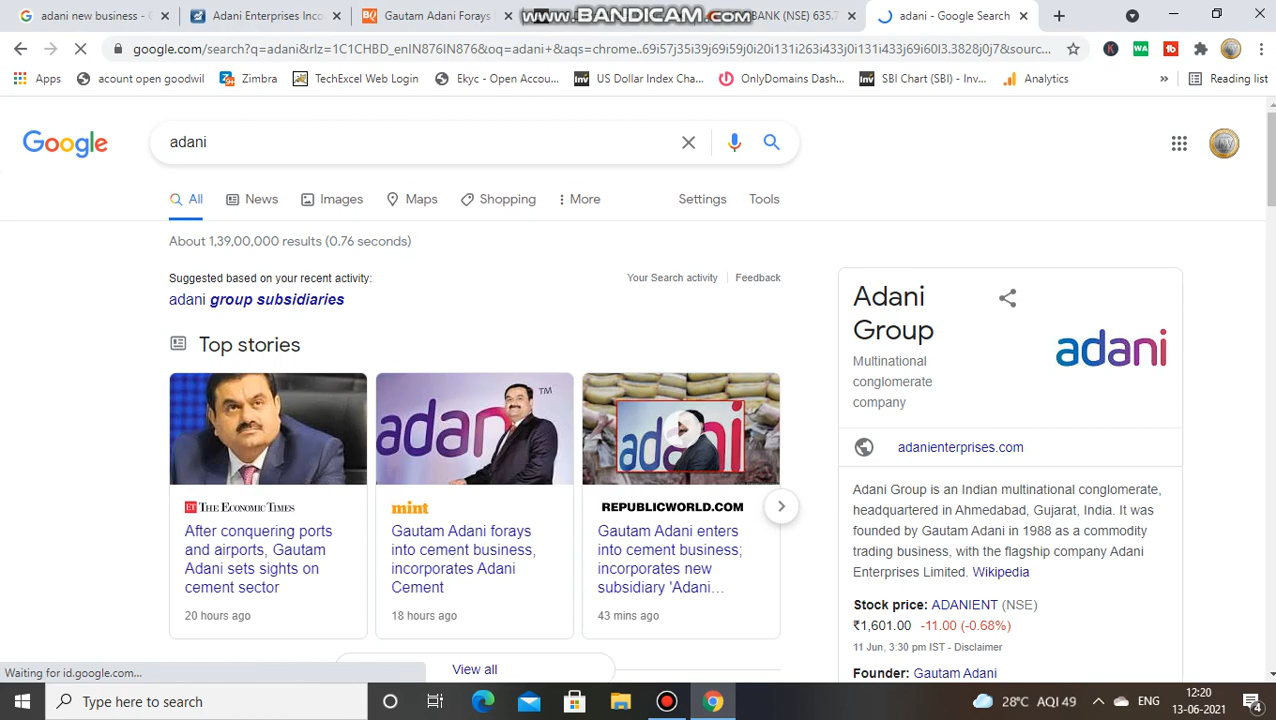 adani new business -
Adani Enterprises Inc
Gautam Adani Forays
www.BANDICAM.com
BANK (NSE) 635.7
adani - Google Search
google.com/search?q=adani&rlz=1C1CHBD_enIN876IN876&oq=adani+&aqs=chrome..69i57j35i39j69i59j0i20i131i263i433j0i131i433j69i60l3.3828j0j7&sourc...
Apps
acount open goodwil
Zimbra
TechExcel Web Login
Ekyc - Open Accou...
US Dollar Index Cha...
OnlyDomains Dash...
SBI Chart (SBI) - Inv...
Analytics
»
Reading list
Google
adani
All
News
Images
Maps
Shopping
More
Settings
Tools
About 1,39,00,000 results (0.76 seconds)
Suggested based on your recent activity:
Your Search activity
Feedback
adani group subsidiaries
Top stories
adani
adani
THE ECONOMIC TIMES
After conquering ports
and airports, Gautam
Adani sets sights on
cement sector
20 hours ago
mint
Gautam Adani forays
into cement business,
incorporates Adani
Cement
18 hours ago
REPUBLICWORLD.COM
Gautam Adani enters
into cement business;
incorporates new
subsidiary 'Adani...
43 mins ago
View all
Adani
Group
Multinational
conglomerate
company
adani
adanienterprises.com
Adani Group is an Indian multinational conglomerate,
headquartered in Ahmedabad, Gujarat, India. It was
founded by Gautam Adani in 1988 as a commodity
trading business, with the flagship company Adani
Enterprises Limited. Wikipedia
Stock price: ADANIENT (NSE)
₹1,601.00 -11.00 (-0.68%)
11 Jun, 3:30 pm IST - Disclaimer
Founder: Gautam Adani
Waiting for id.google.com...
Type here to search
28°C AQI 49
ENG
12:20
13-06-2021
4